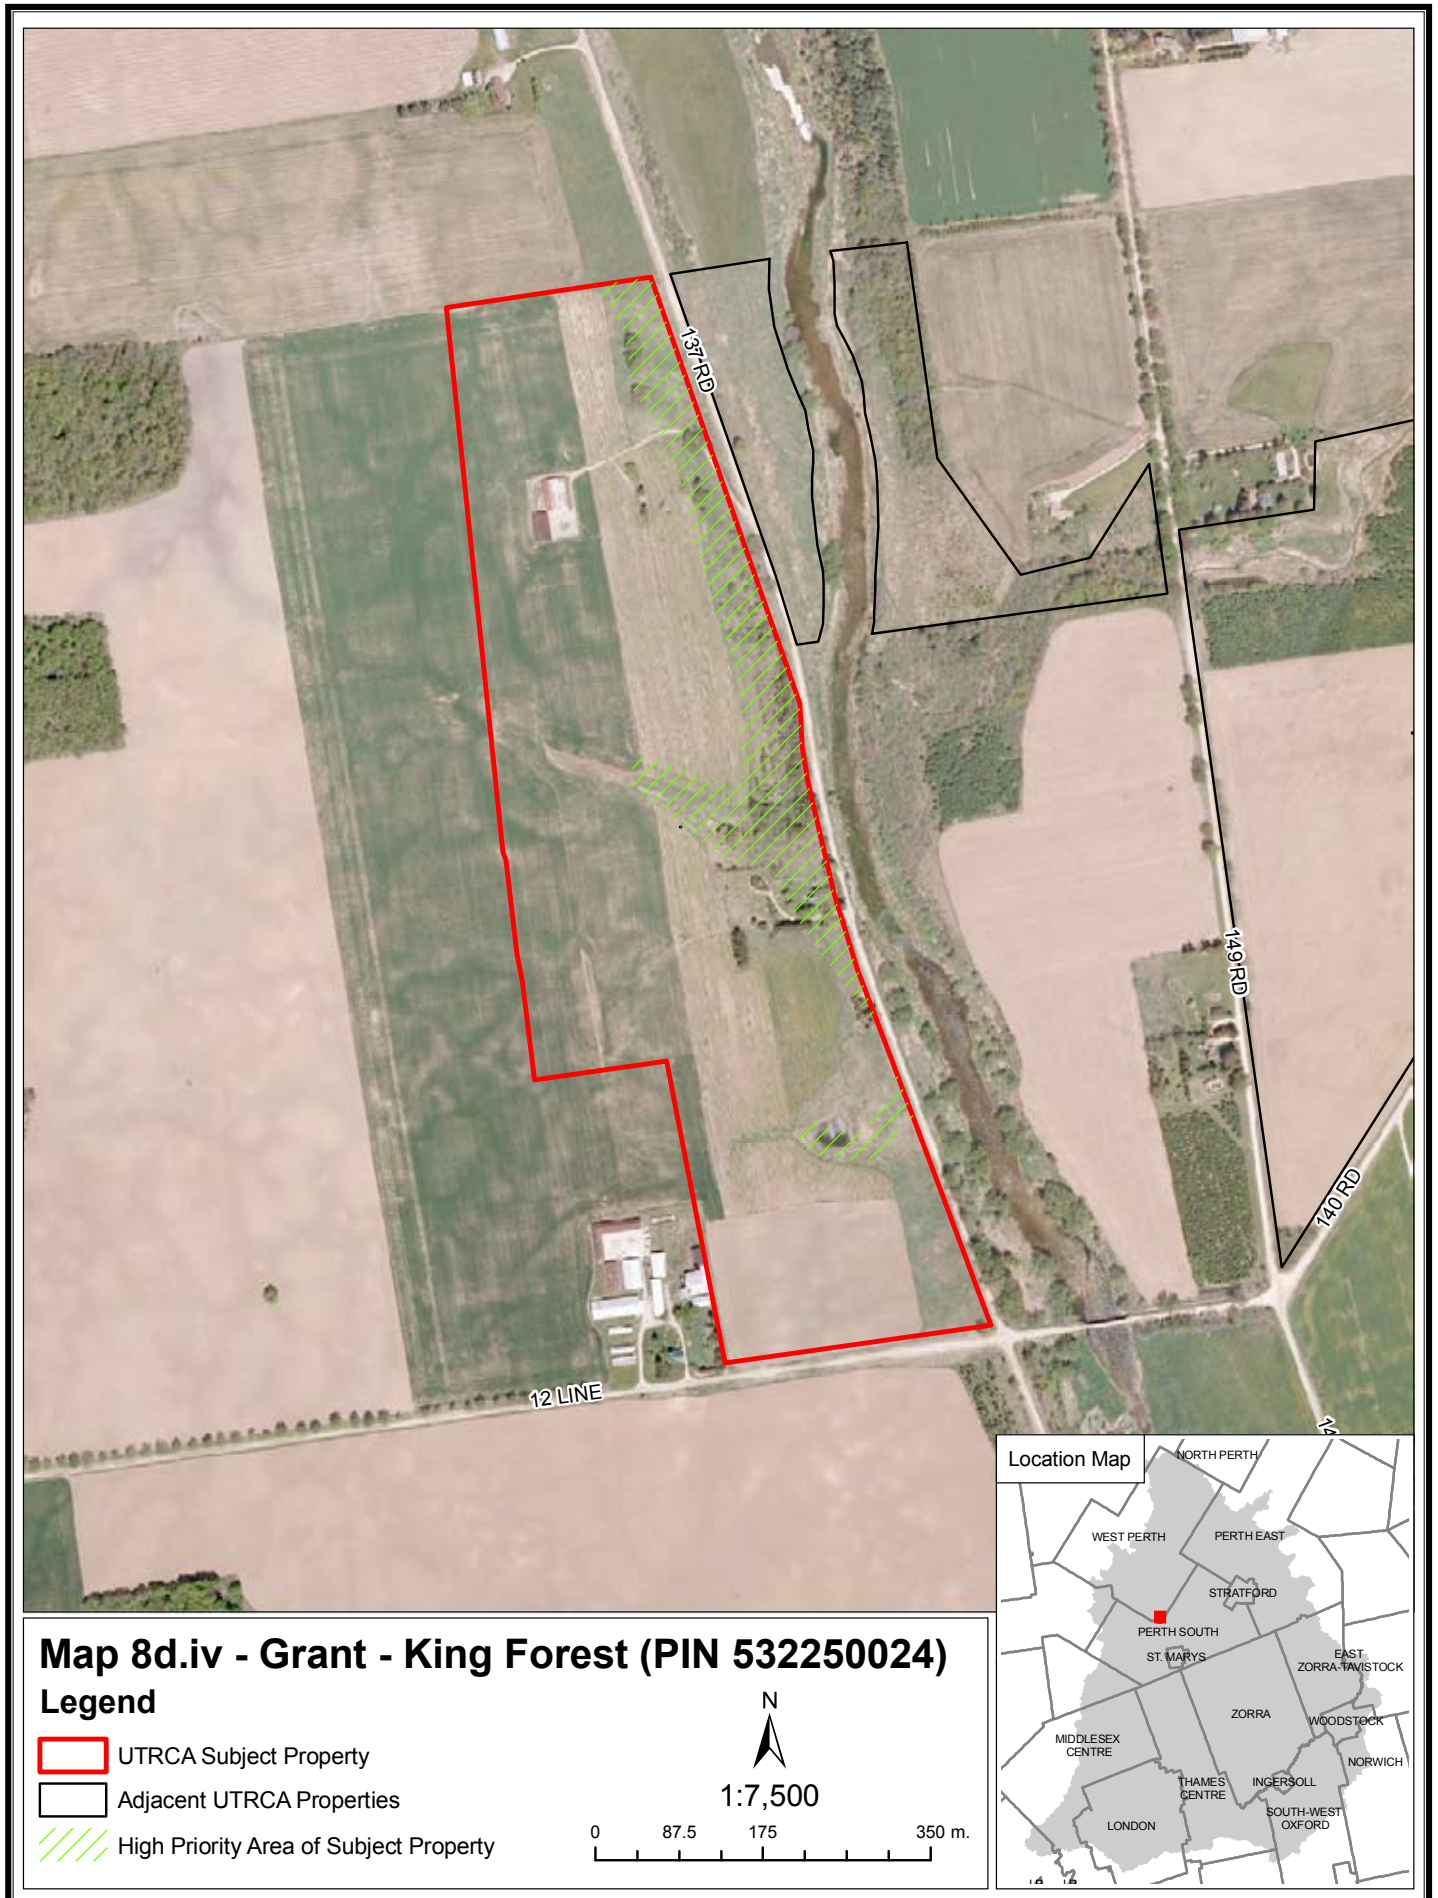 137 RD
149 RD
140 RD
12 LINE
14
Location Map
NORTH PERTH
WEST PERTH
PERTH EAST
STRATFORD
PERTH SOUTH
ST. MARYS
EAST
ZORRA-TAVISTOCK
ZORRA
WOODSTOCK
MIDDLESEX
CENTRE
NORWICH
THAMES
CENTRE
INGERSOLL
SOUTH-WEST
OXFORD
LONDON
Map 8d.iv - Grant - King Forest (PIN 532250024)
Legend
UTRCA Subject Property
Adjacent UTRCA Properties
High Priority Area of Subject Property
N
1:7,500
0 87.5 175 350 m.